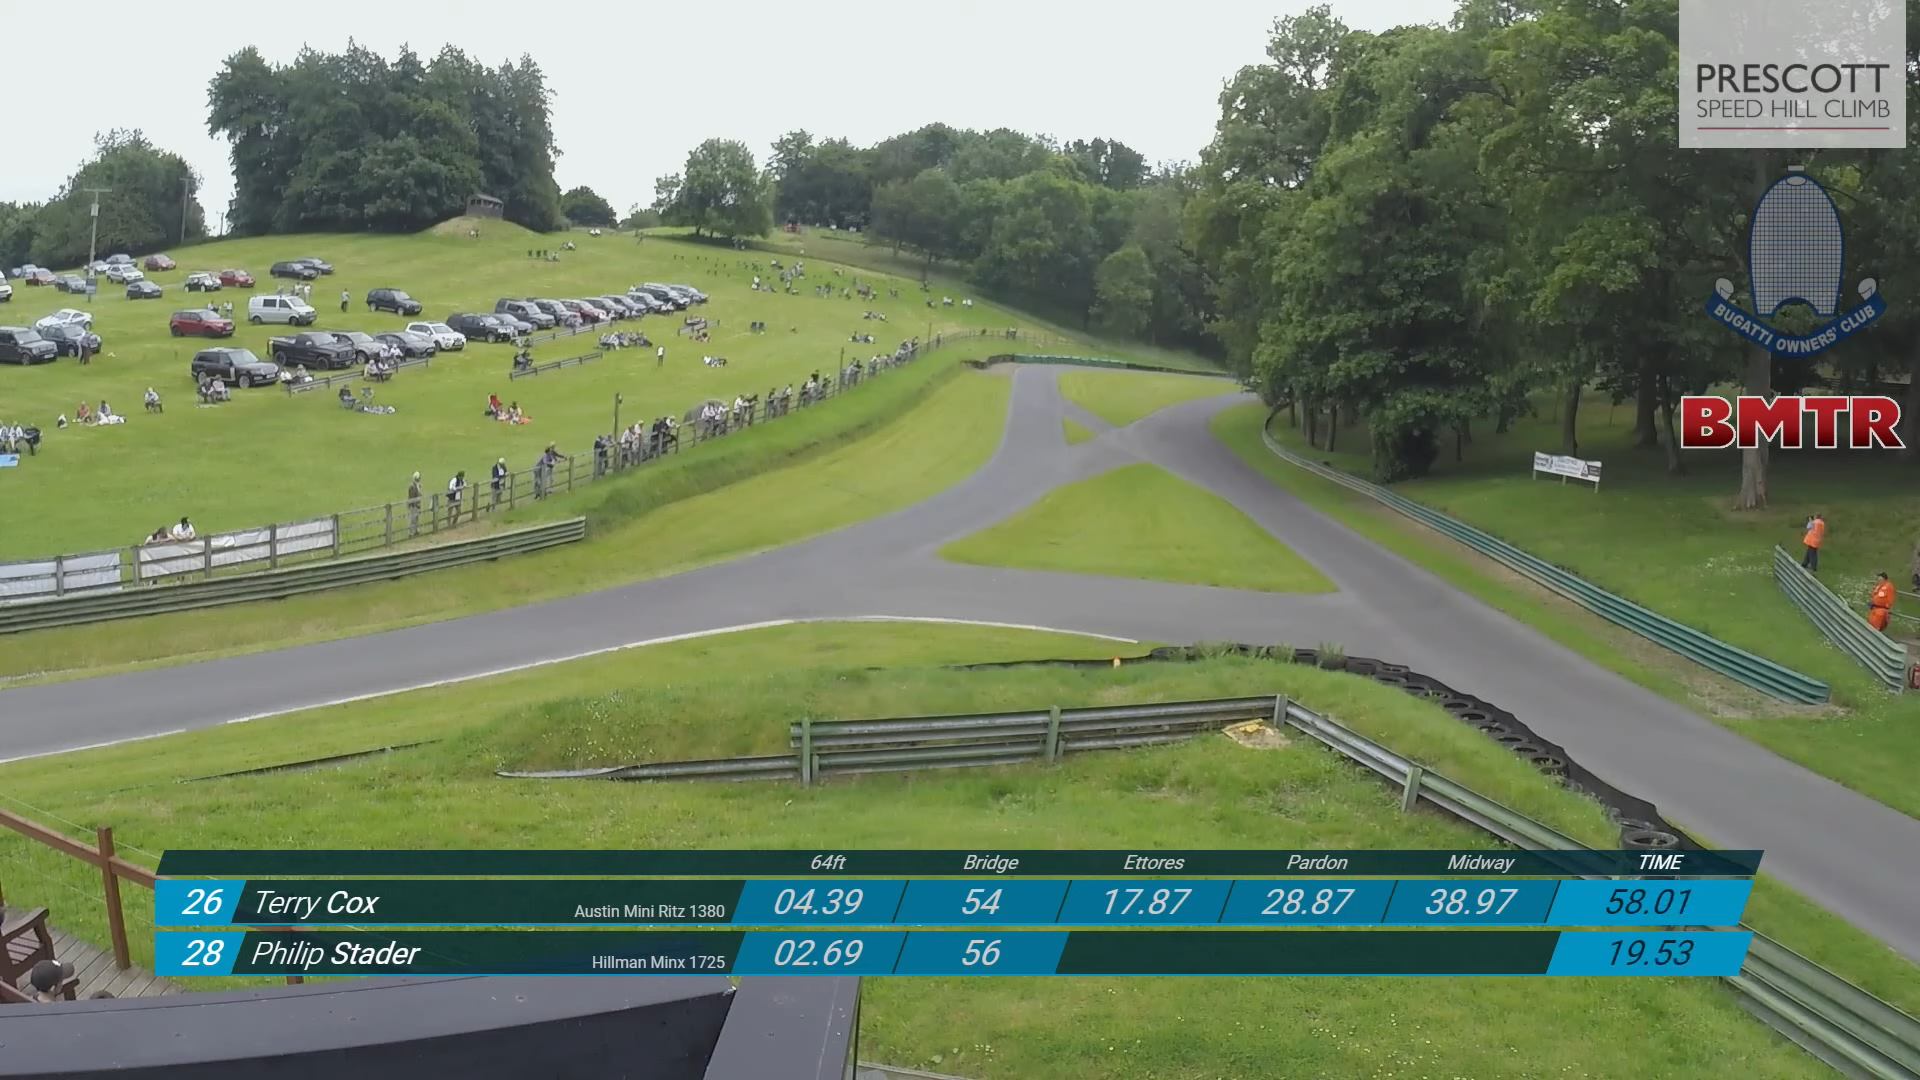 PRESCOTT
SPEED HILL CLIMB
BUGATTI OWNERS' CLUB
BMTR
64ft Bridge Ettores Pardon Midway TIME
26 Terry Cox Austin Mini Ritz 1380 04.39 54 17.87 28.87 38.97 58.01
28 Philip Stader Hillman Minx 1725 02.69 56 19.53